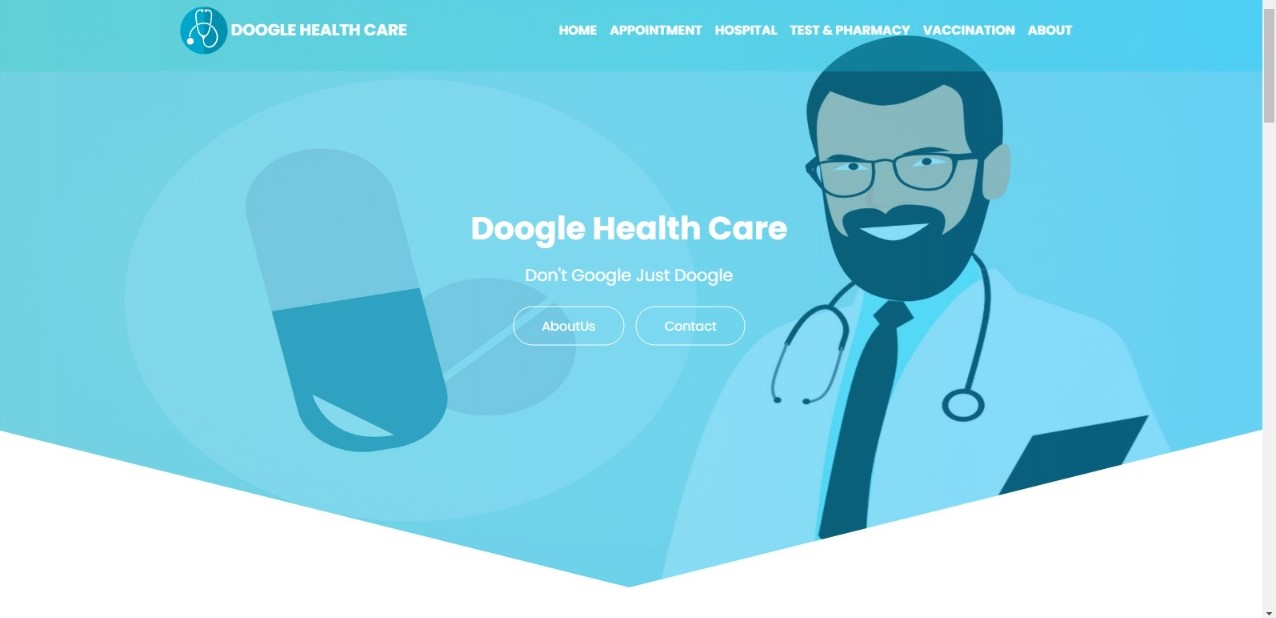 DOOGLE HEALTH CARE
HOME APPOINTMENT HOSPITAL TEST & PHARMACY VACCINATION ABOUT
Doogle Health Care
Don't Google Just Doogle
AboutUs Contact